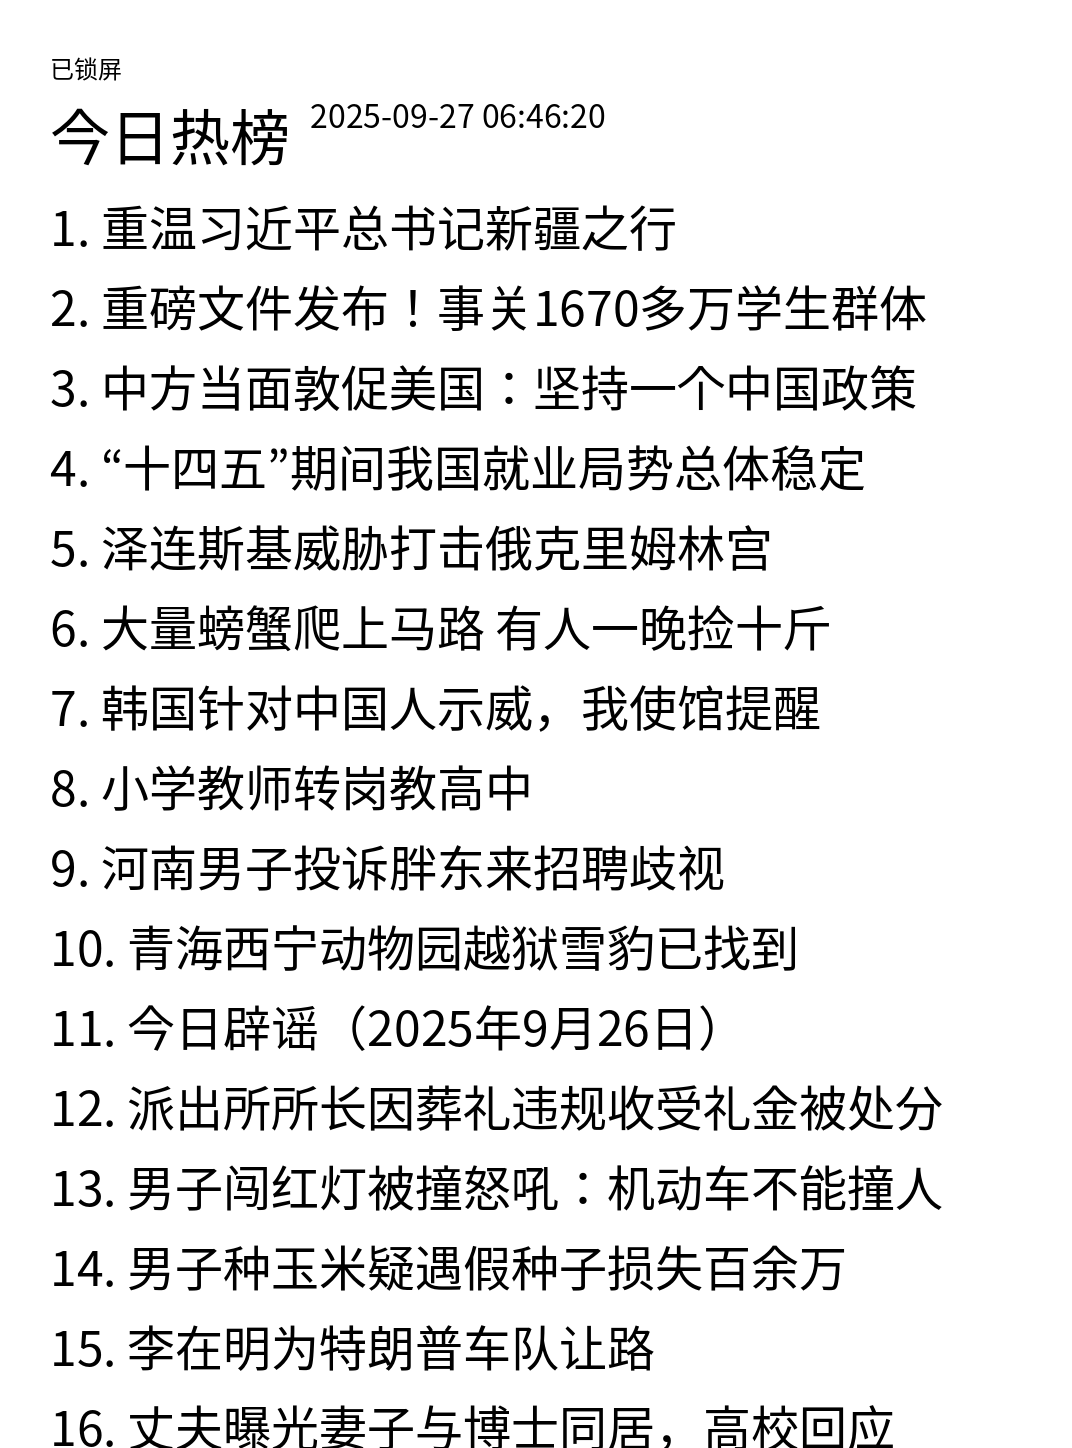 已锁屏
今日热榜 2025-09-27 06:46:20
1. 重温习近平总书记新疆之行
2. 重磅文件发布！事关1670多万学生群体
3. 中方当面敦促美国：坚持一个中国政策
4. “十四五”期间我国就业局势总体稳定
5. 泽连斯基威胁打击俄克里姆林宫
6. 大量螃蟹爬上马路 有人一晚捡十斤
7. 韩国针对中国人示威，我使馆提醒
8. 小学教师转岗教高中
9. 河南男子投诉胖东来招聘歧视
10. 青海西宁动物园越狱雪豹已找到
11. 今日辟谣（2025年9月26日）
12. 派出所所长因葬礼违规收受礼金被处分
13. 男子闯红灯被撞怒吼：机动车不能撞人
14. 男子种玉米疑遇假种子损失百余万
15. 李在明为特朗普车队让路
16. 丈夫曝光妻子与博士同居，高校回应